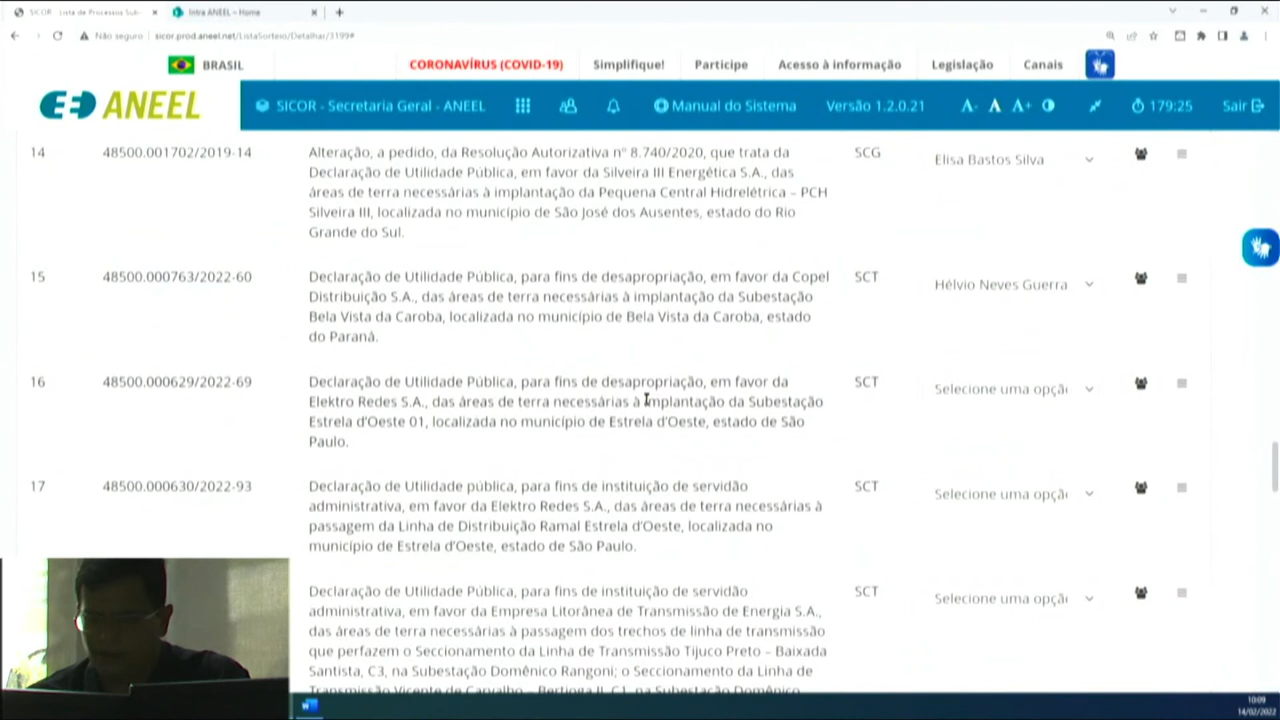 SICOR - Lista de Processos Sub
Intra ANEEL – Home
Não seguro
sicor.prod.aneel.net/ListaSorteio/Detalhar/3199#
BRASIL
CORONAVÍRUS (COVID-19)
Simplifique!
Participe
Acesso à informação
Legislação
Canais
ANEEL
SICOR - Secretaria Geral - ANEEL
Manual do Sistema
Versão 1.2.0.21
A-
A
A+
179:25
Sair
14
48500.001702/2019-14
Alteração, a pedido, da Resolução Autorizativa nº 8.740/2020, que trata da
Declaração de Utilidade Pública, em favor da Silveira III Energética S.A., das
áreas de terra necessárias à implantação da Pequena Central Hidrelétrica – PCH
Silveira III, localizada no município de São José dos Ausentes, estado do Rio
Grande do Sul.
SCG
Elisa Bastos Silva
15
48500.000763/2022-60
Declaração de Utilidade Pública, para fins de desapropriação, em favor da Copel
Distribuição S.A., das áreas de terra necessárias à implantação da Subestação
Bela Vista da Caroba, localizada no município de Bela Vista da Caroba, estado
do Paraná.
SCT
Hélvio Neves Guerra
16
48500.000629/2022-69
Declaração de Utilidade Pública, para fins de desapropriação, em favor da
Elektro Redes S.A., das áreas de terra necessárias à implantação da Subestação
Estrela d'Oeste 01, localizada no município de Estrela d'Oeste, estado de São
Paulo.
SCT
Selecione uma opçã
17
48500.000630/2022-93
Declaração de Utilidade pública, para fins de instituição de servidão
administrativa, em favor da Elektro Redes S.A., das áreas de terra necessárias à
passagem da Linha de Distribuição Ramal Estrela d'Oeste, localizada no
município de Estrela d'Oeste, estado de São Paulo.
SCT
Selecione uma opçã
Declaração de Utilidade Pública, para fins de instituição de servidão
administrativa, em favor da Empresa Litorânea de Transmissão de Energia S.A.,
das áreas de terra necessárias à passagem dos trechos de linha de transmissão
que perfazem o Seccionamento da Linha de Transmissão Tijuco Preto – Baixada
Santista, C3, na Subestação Domênico Rangoni; o Seccionamento da Linha de
Transmissão Vicente de Carvalho – Bertioga II, C1, na Subestação Domênico
SCT
Selecione uma opçã
10:09
14/02/2022